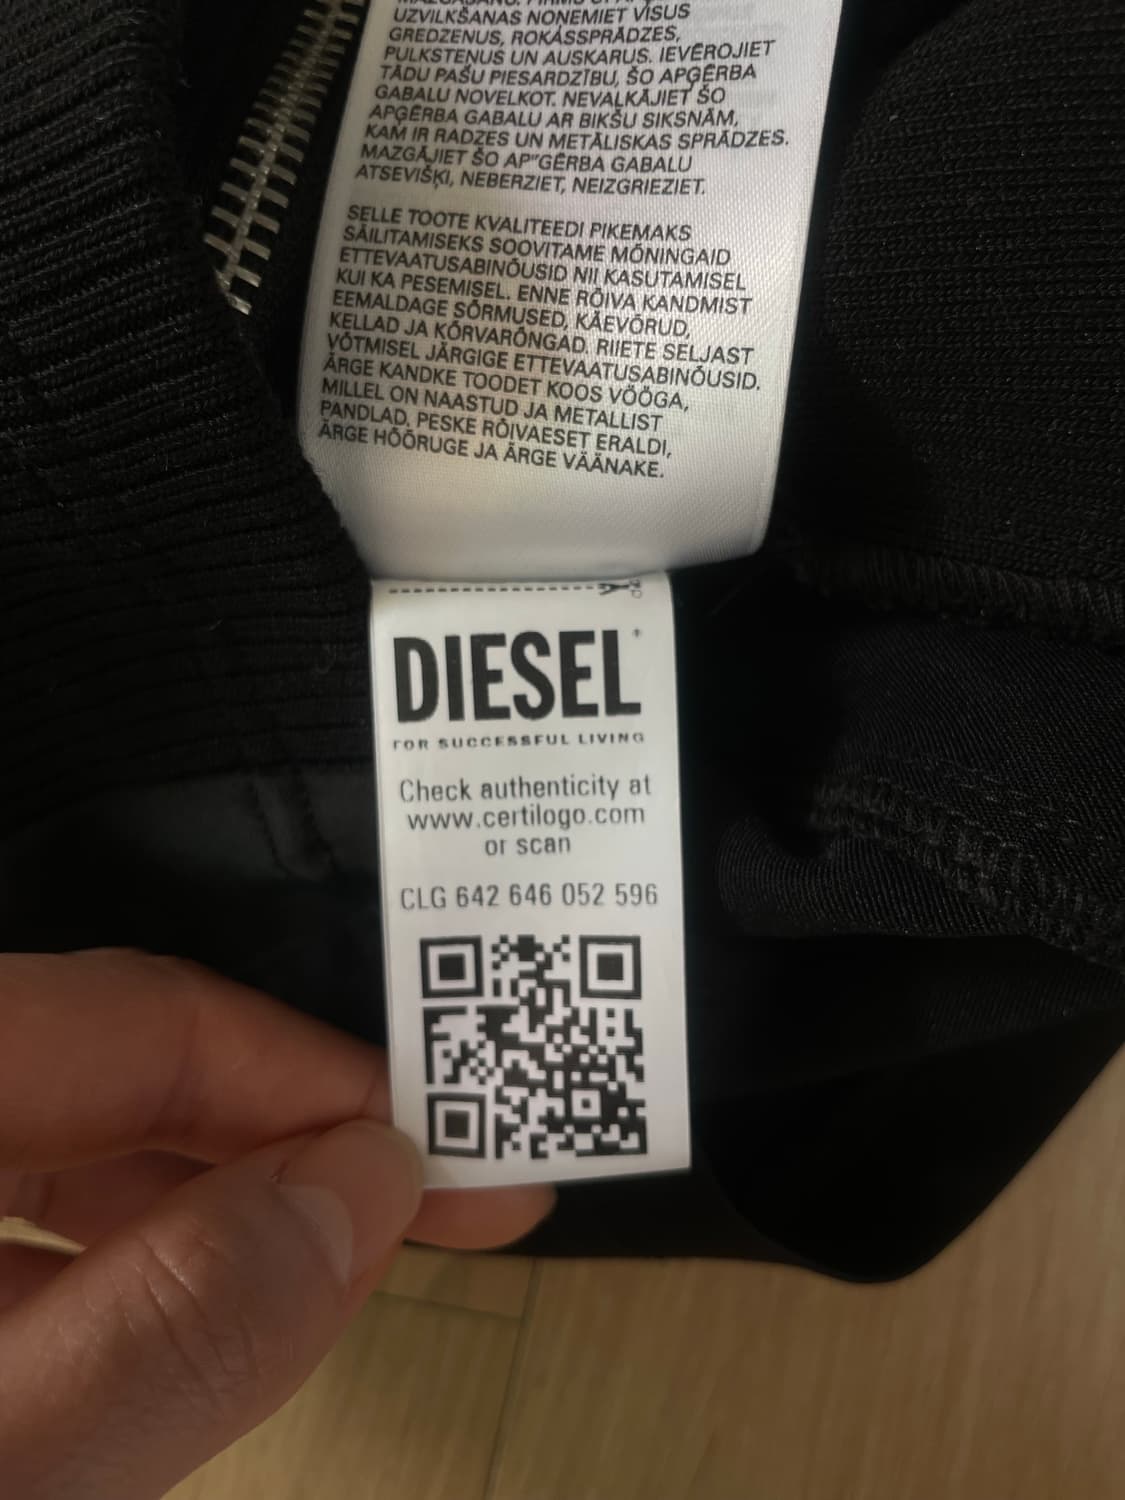 UZVILKŠANAS NOŅEMIET VISUS
GREDZENUS, ROKASSPRĀDZES,
PULKSTEŅUS UN AUSKARUS. IEVĒROJIET
TĀDU PAŠU PIESARDZĪBU, ŠO APĢĒRBA
GABALU NOVELKOT. NEVALKĀJIET ŠO
APĢĒRBA GABALU AR BIKŠU SIKSNĀM,
KAM IR RADZES UN METĀLISKAS SPRĀDZES.
MAZGĀJIET ŠO AP"GĒRBA GABALU
ATSEVIŠĶI, NEBERZIET, NEIZGRIEZIET.
SELLE TOOTE KVALITEEDI PIKEMAKS
SÄILITAMISEKS SOOVITAME MÕNINGAID
ETTEVAATUSABINÕUSID NII KASUTAMISEL
KUI KA PESEMISEL. ENNE RÕIVA KANDMIST
EEMALDAGE SÕRMUSED, KÄEVÕRUD,
KELLAD JA KÕRVARÕNGAD. RIIETE SELJAST
VÕTMISEL JÄRGIGE ETTEVAATUSABINÕUSID.
ÄRGE KANDKE TOODET KOOS VÖÖGA,
MILLEL ON NAASTUD JA METALLIST
PANDLAD, PESKE RÕIVAESET ERALDI,
ÄRGE HÕÕRUGE JA ÄRGE VÄÄNAKE.
DIESEL
FOR SUCCESSFUL LIVING
Check authenticity at
www.certilogo.com
or scan
CLG 642 646 052 596